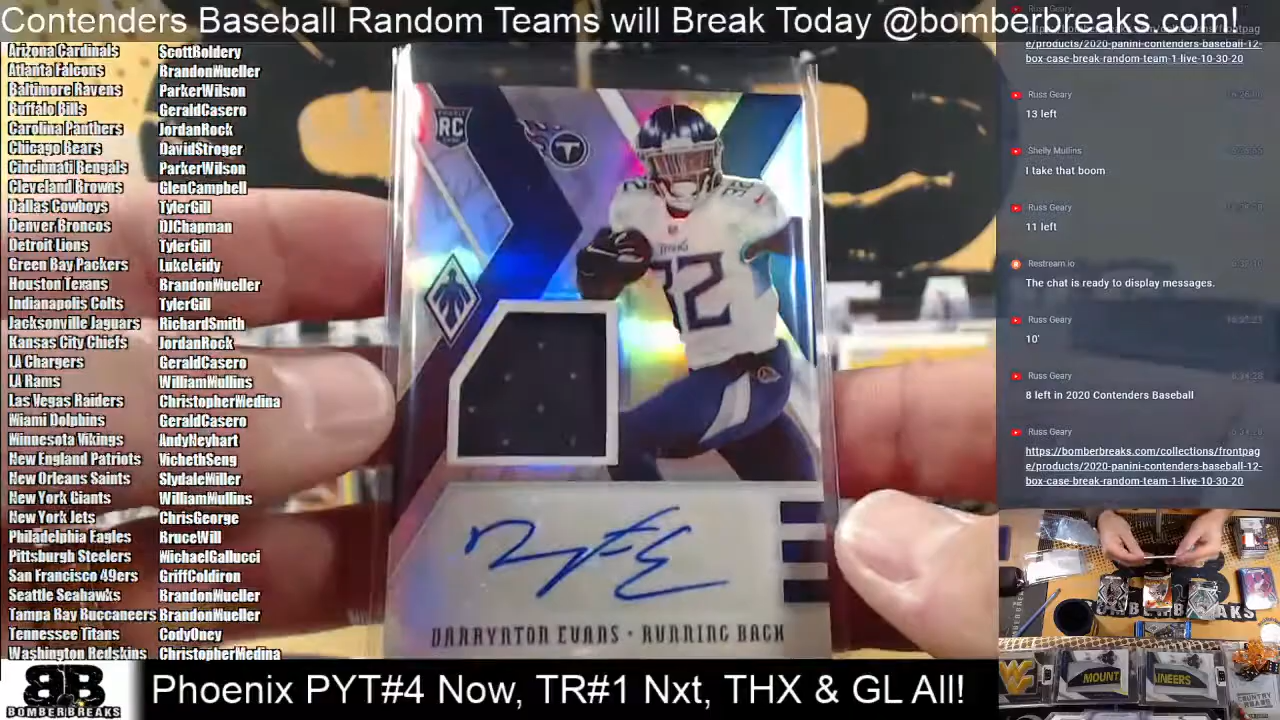 Contenders Baseball Random Teams will Break Today @bomberbreaks.com!
Arizona Cardinals ScottBoldery
Atlanta Falcons BrandonMueller
Baltimore Ravens ParkerWilson
Buffalo Bills GeraldCasero
Carolina Panthers JordanRock
Chicago Bears DavidStroger
Cincinnati Bengals ParkerWilson
Cleveland Browns GlenCampbell
Dallas Cowboys TylerGill
Denver Broncos DJChapman
Detroit Lions TylerGill
Green Bay Packers LukeLeidy
Houston Texans BrandonMueller
Indianapolis Colts TylerGill
Jacksonville Jaguars RichardSmith
Kansas City Chiefs JordanRock
LA Chargers GeraldCasero
LA Rams WilliamMullins
Las Vegas Raiders ChristopherMedina
Miami Dolphins GeraldCasero
Minnesota Vikings AndyNeyhart
New England Patriots VichethSeng
New Orleans Saints SlydaleMiller
New York Giants WilliamMullins
New York Jets ChrisGeorge
Philadelphia Eagles BruceWill
Pittsburgh Steelers MichaelGallucci
San Francisco 49ers GriffColdiron
Seattle Seahawks BrandonMueller
Tampa Bay Buccaneers BrandonMueller
Tennessee Titans CodyOney
Washington Redskins ChristopherMedina
RC
T
32
DARRYNTON EVANS • RUNNING BACK
Russ Geary
e/products/2020-panini-contenders-baseball-12-
box-case-break-random-team-1-live-10-30-20
Russ Geary
13 left
Shelly Mullins
I take that boom
Russ Geary
11 left
Restream.io
The chat is ready to display messages.
Russ Geary
10'
Russ Geary
8 left in 2020 Contenders Baseball
Russ Geary
https://bomberbreaks.com/collections/frontpag
e/products/2020-panini-contenders-baseball-12-
box-case-break-random-team-1-live-10-30-20
BOMBERBREAKS
MOUNT
AINEERS
BB
BOMBERBREAKS
Phoenix PYT#4 Now, TR#1 Nxt, THX & GL All!